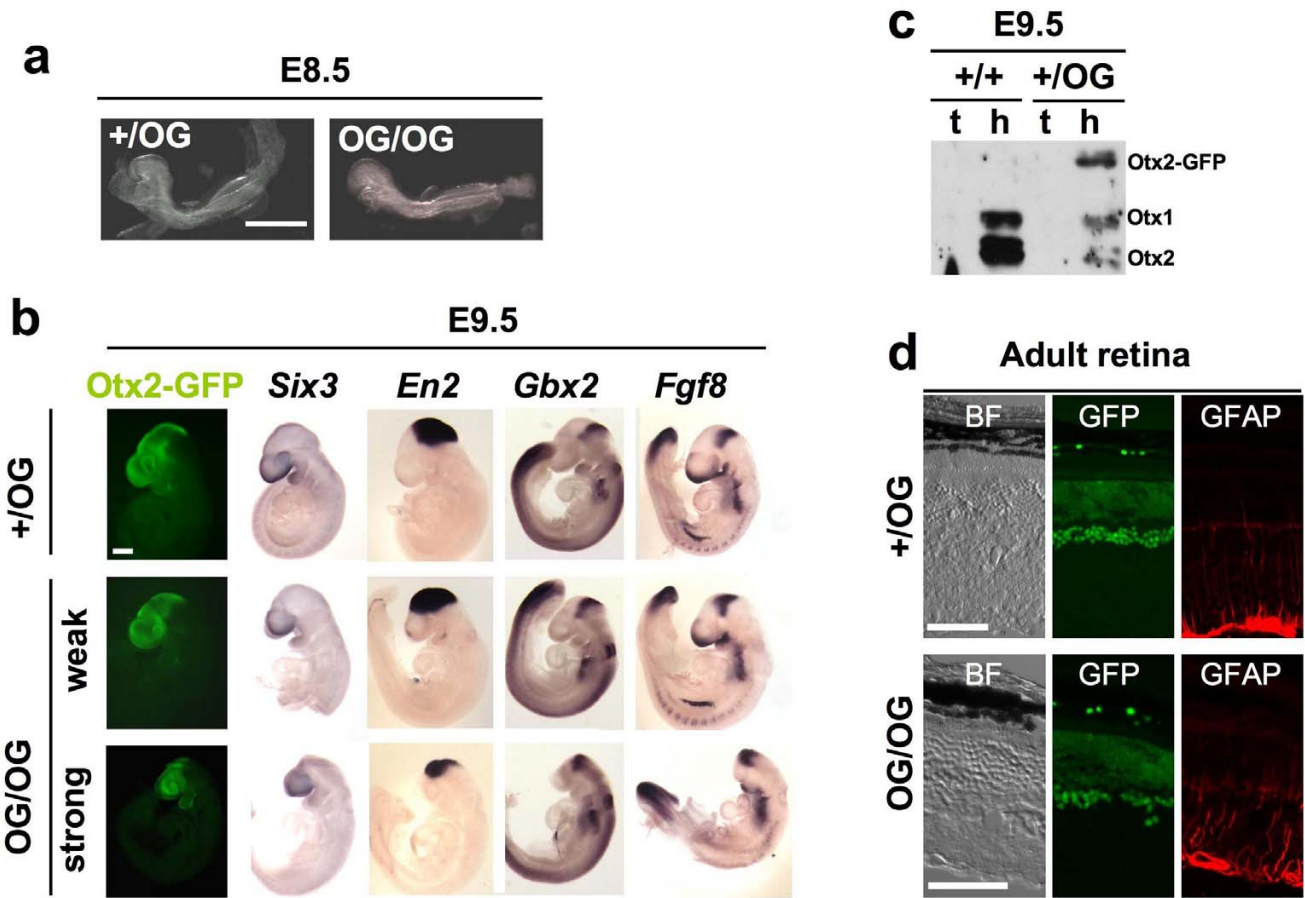 a
E8.5
+/OG
OG/OG
b
E9.5
Otx2-GFP Six3 En2 Gbx2 Fgf8
+/OG
OG/OG
weak
strong
c
E9.5
+/+ +/OG
t h t h
Otx2-GFP
Otx1
Otx2
d
Adult retina
+/OG
BF GFP GFAP
OG/OG
BF GFP GFAP